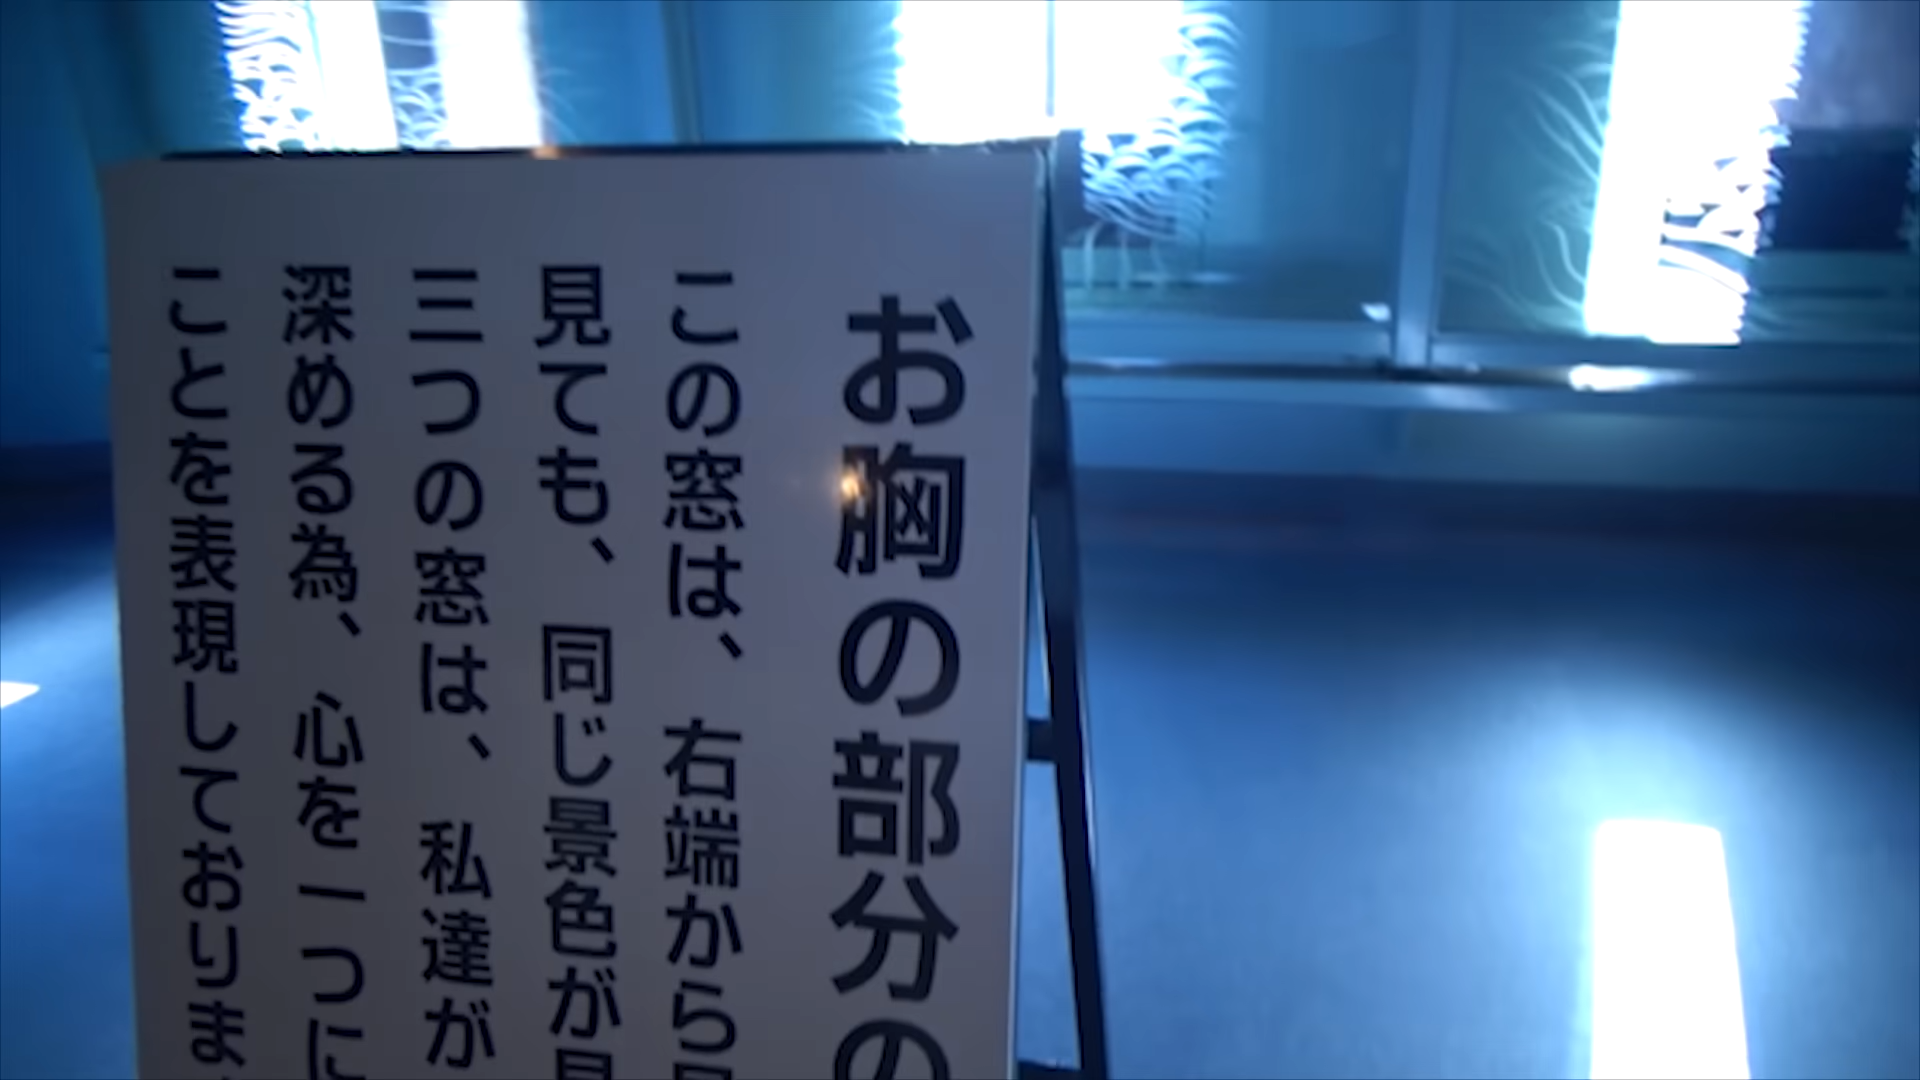 お胸の部分の
この窓は、右端から見
見ても、同じ景色が見
三つの窓は、私達が
深める為、心を一つに
ことを表現しておりま